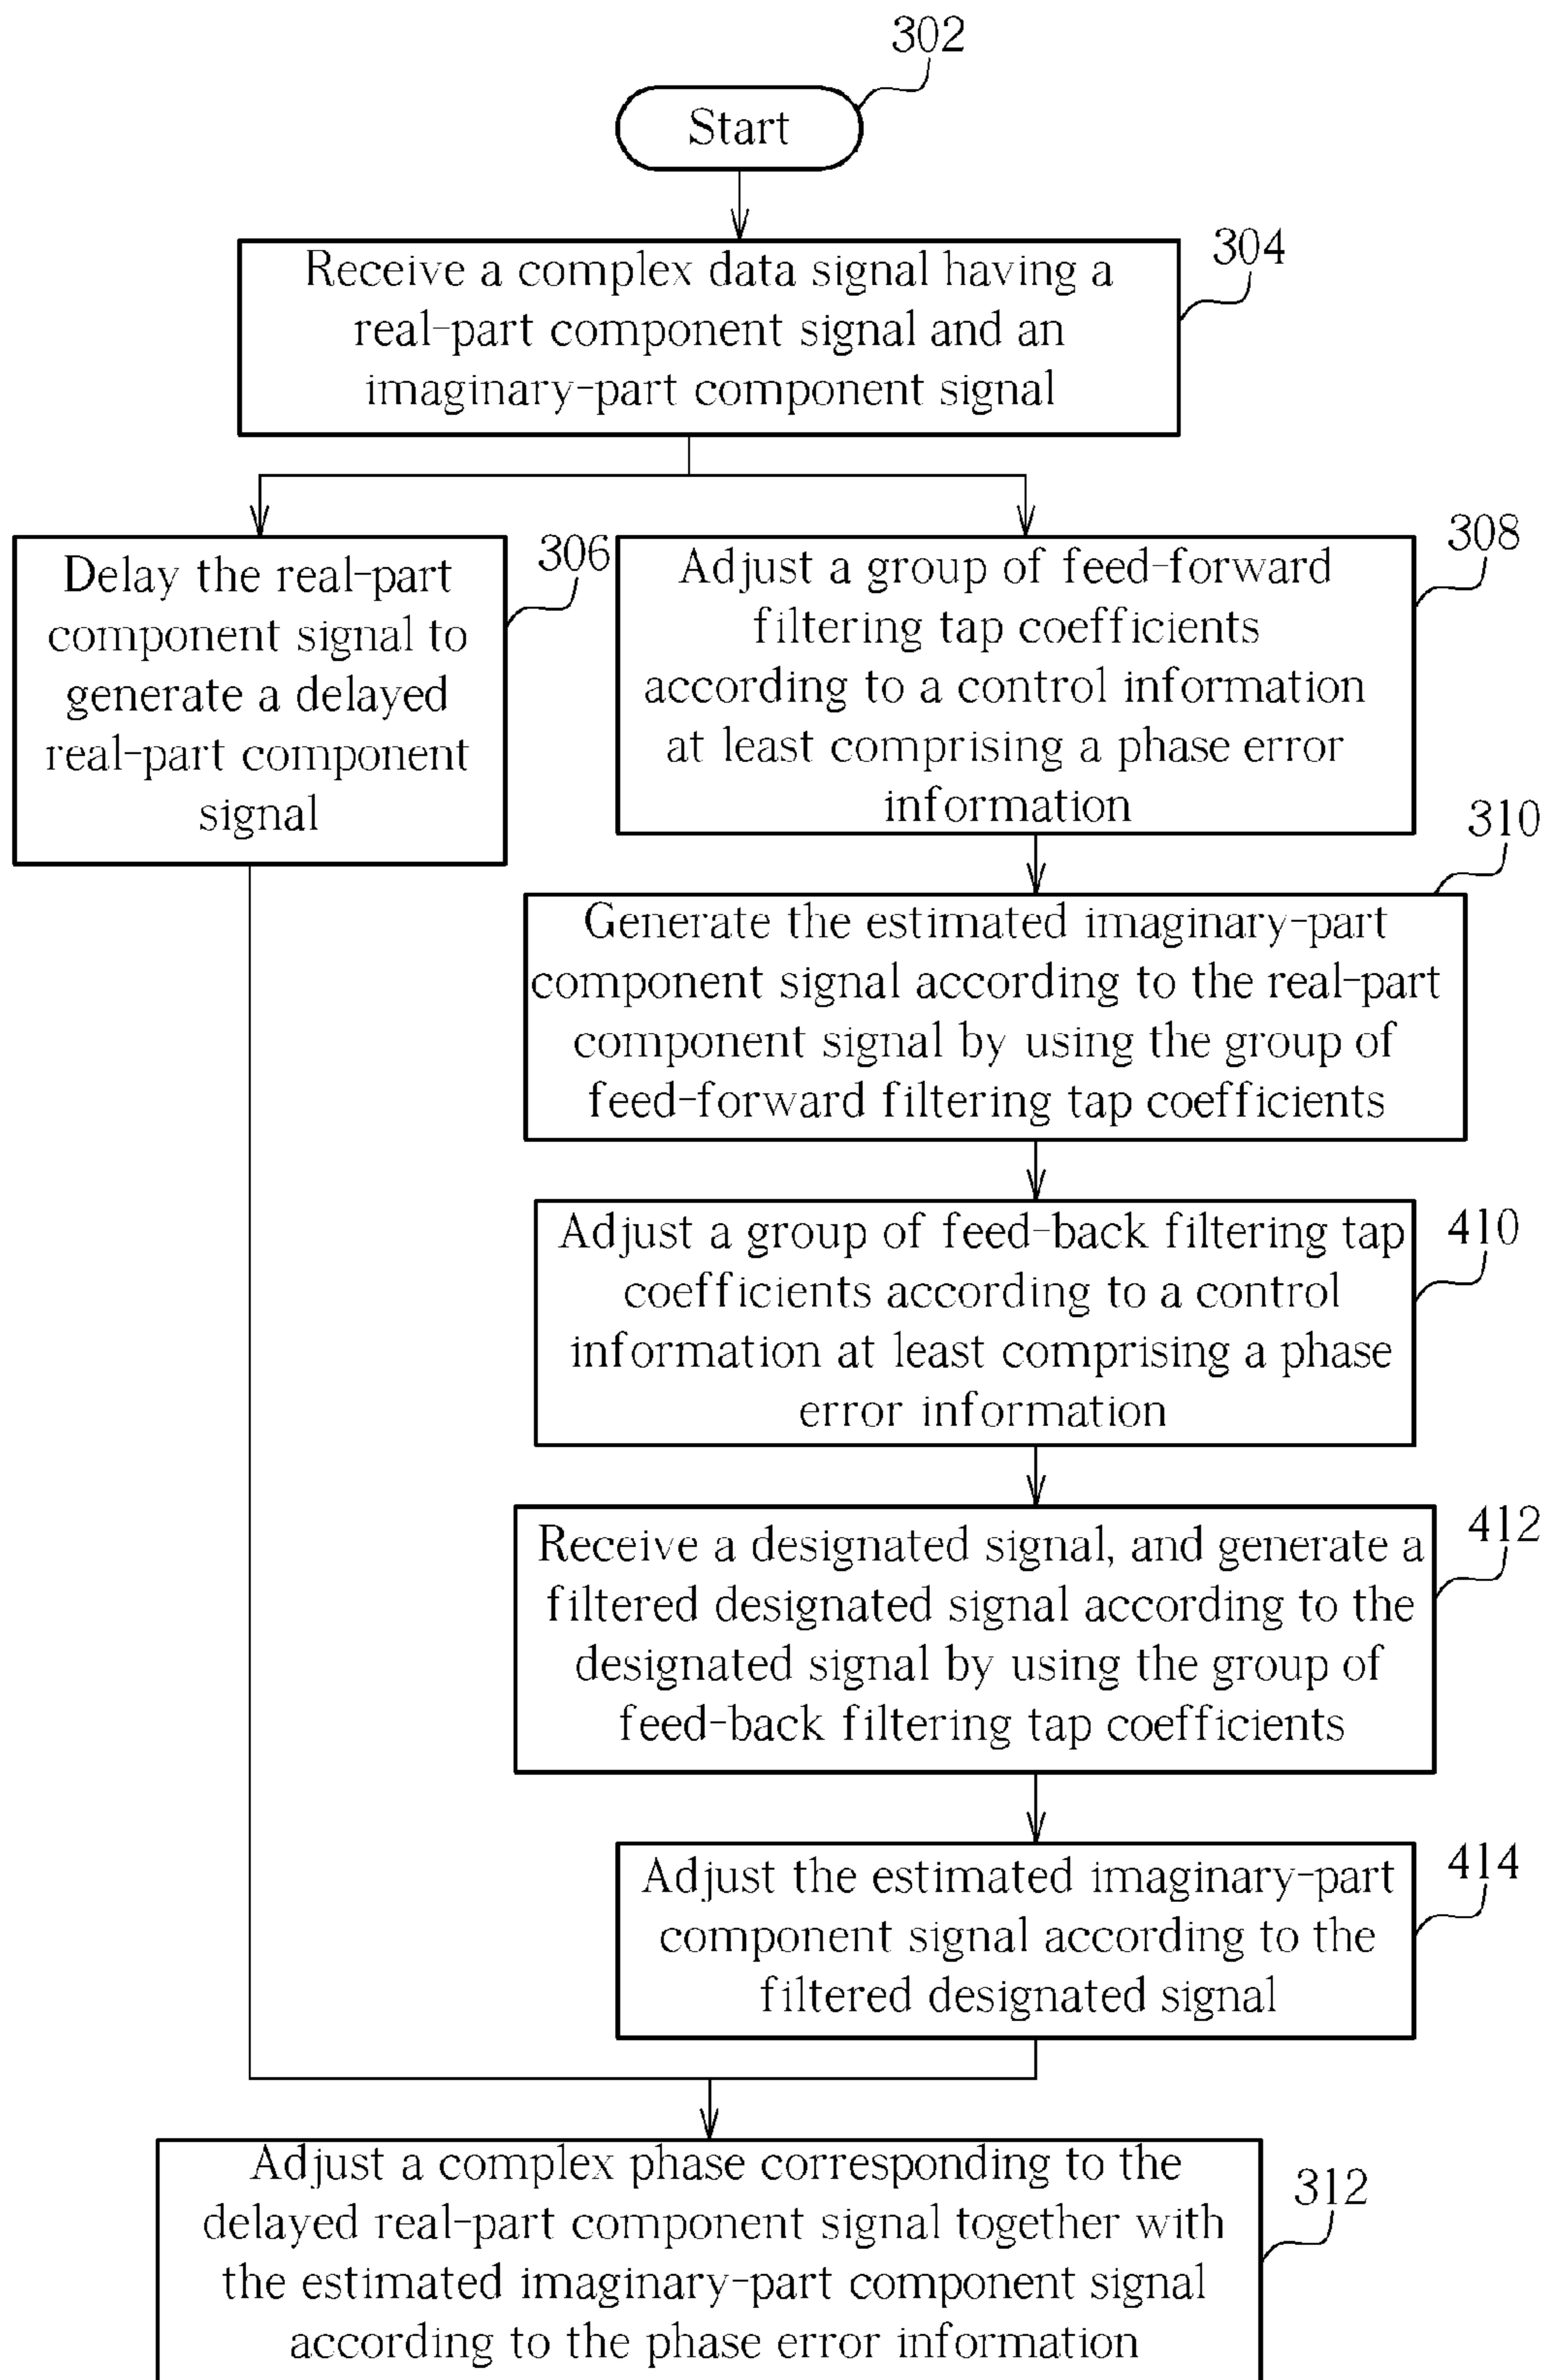 302
Start
304
Receive a complex data signal having a
real-part component signal and an
imaginary-part component signal
306
Delay the real-part
component signal to
generate a delayed
real-part component
signal
308
Adjust a group of feed-forward
filtering tap coefficients
according to a control information
at least comprising a phase error
information
310
Generate the estimated imaginary-part
component signal according to the real-part
component signal by using the group of
feed-forward filtering tap coefficients
410
Adjust a group of feed-back filtering tap
coefficients according to a control
information at least comprising a phase
error information
412
Receive a designated signal, and generate a
filtered designated signal according to the
designated signal by using the group of
feed-back filtering tap coefficients
414
Adjust the estimated imaginary-part
component signal according to the
filtered designated signal
312
Adjust a complex phase corresponding to the
delayed real-part component signal together with
the estimated imaginary-part component signal
according to the phase error information